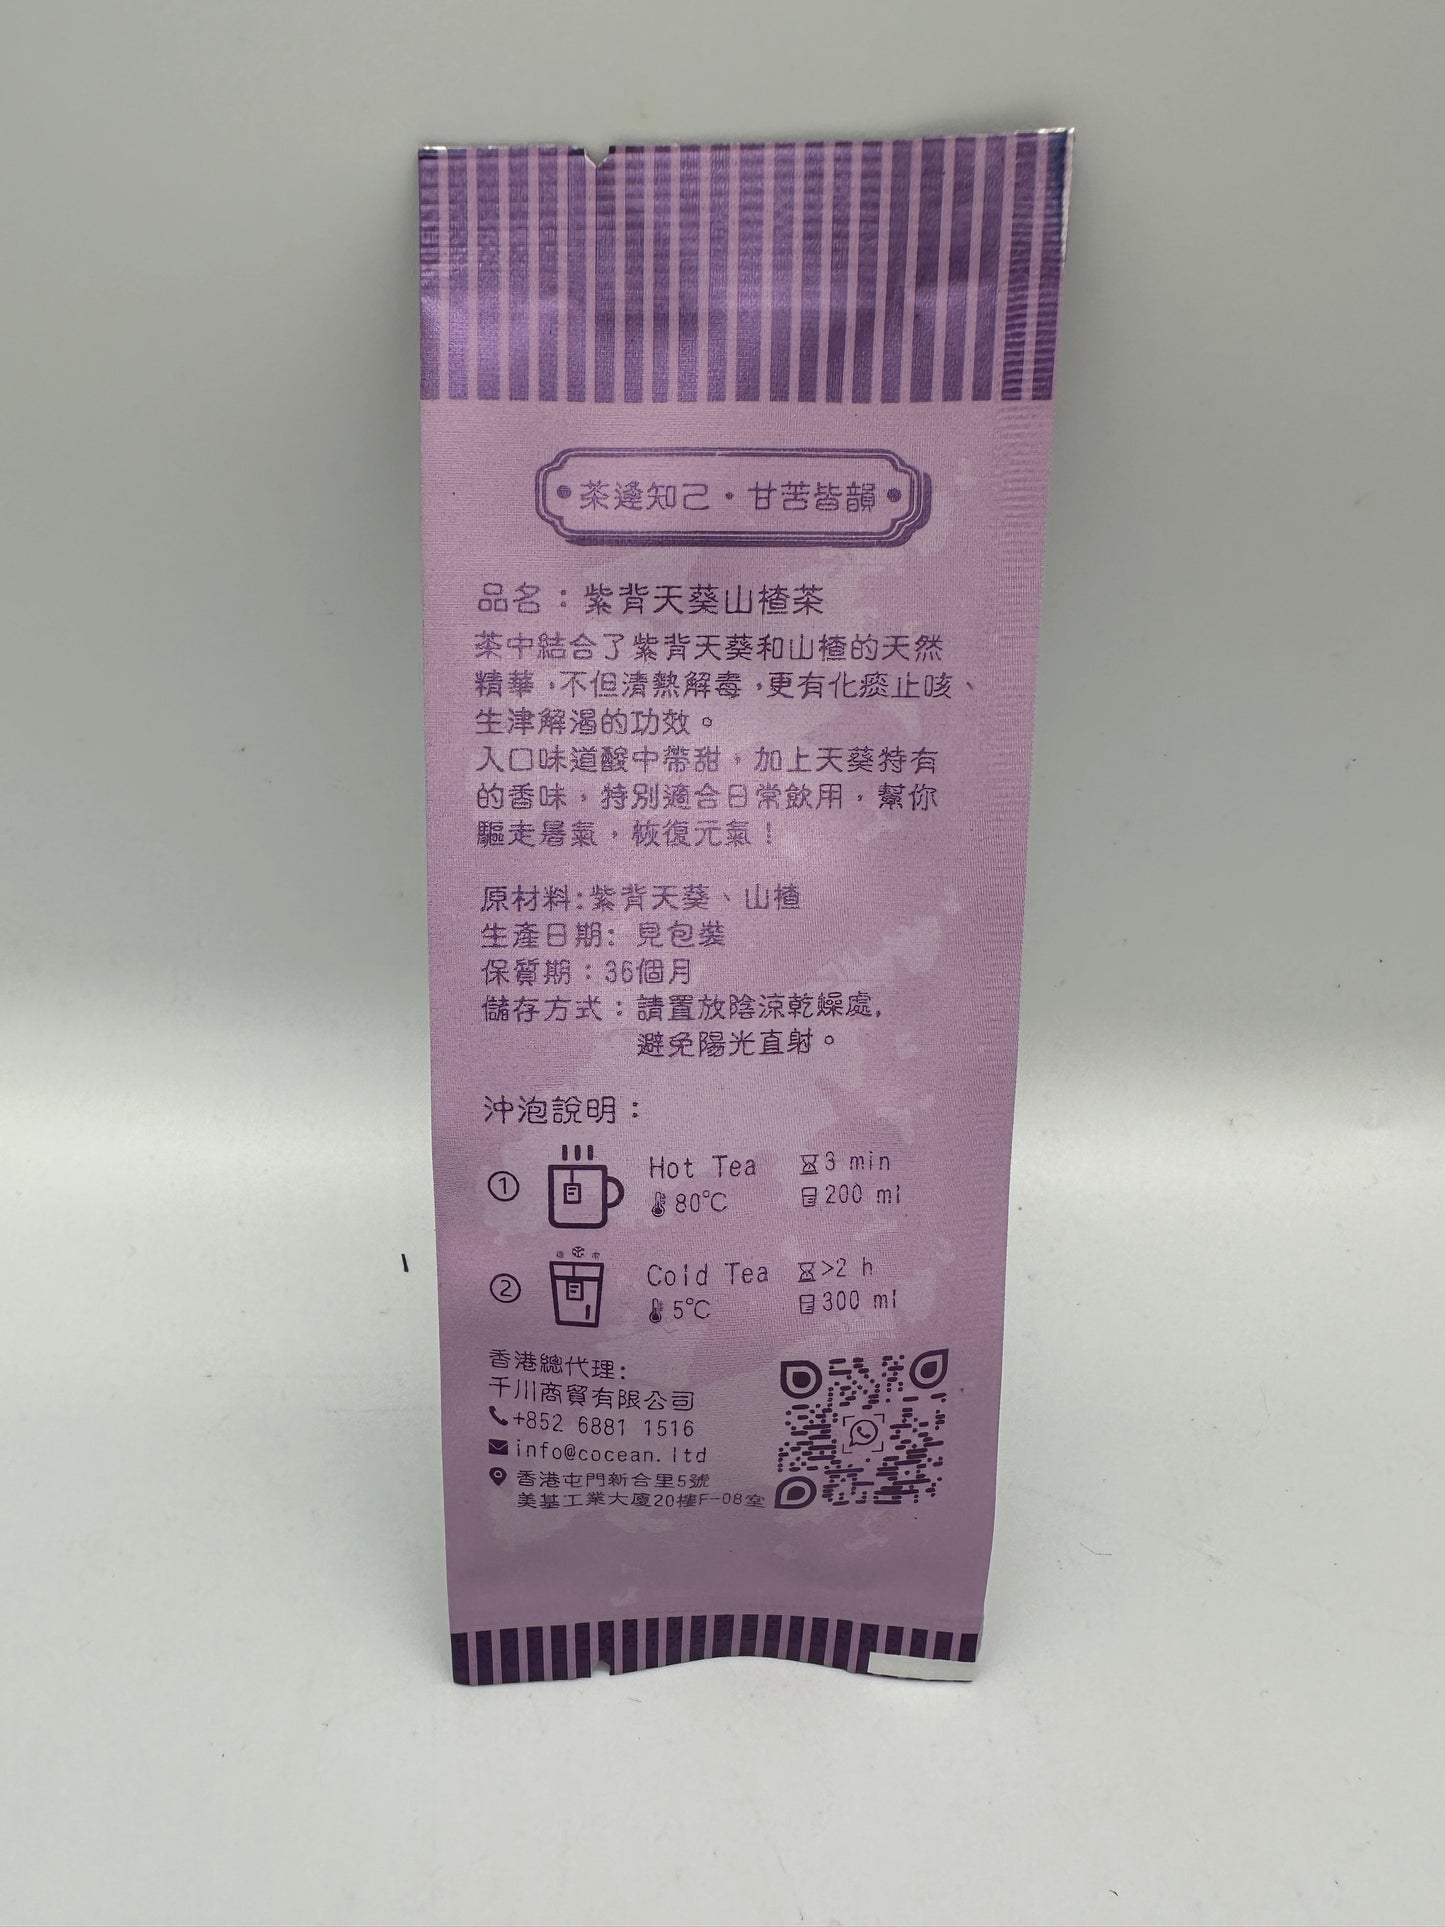 茶逢知己・甘苦皆韻
品名：紫背天葵山楂茶
茶中結合了紫背天葵和山楂的天然
精華，不但清熱解毒，更有化痰止咳、
生津解渴的功效。
入口味道酸中帶甜，加上天葵特有
的香味，特別適合日常飲用，幫你
驅走暑氣，恢復元氣！
原材料:紫背天葵、山楂
生產日期: 見包裝
保質期：36個月
儲存方式：請置放陰涼乾燥處,
避免陽光直射。
沖泡說明：
① Hot Tea 3 min
80℃ 200 ml
② Cold Tea >2 h
5℃ 300 ml
香港總代理:
千川商貿有限公司
+852 6881 1516
info@cocean.ltd
香港屯門新合里5號
美基工業大廈20樓F-08室